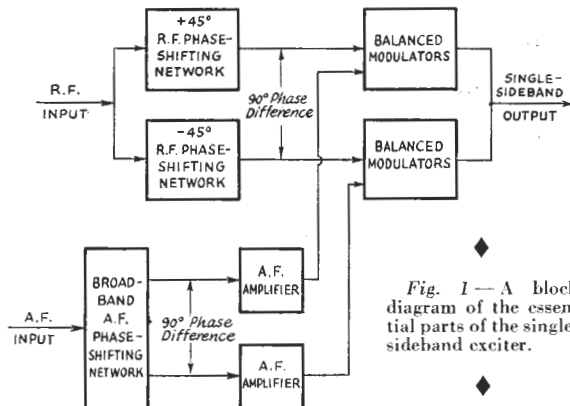 +45°
R.F. PHASE-
SHIFTING
NETWORK
BALANCED
MODULATORS
R.F.
INPUT
90° Phase
Difference
SINGLE-
SIDEBAND
OUTPUT
-45°
R.F. PHASE-
SHIFTING
NETWORK
BALANCED
MODULATORS
BROAD-
BAND
A.F.
PHASE-
SHIFTING
NETWORK
A.F.
AMPLIFIER
A.F.
INPUT
90° Phase
Difference
A.F.
AMPLIFIER
Fig. 1 — A block
diagram of the essen-
tial parts of the single-
sideband exciter.